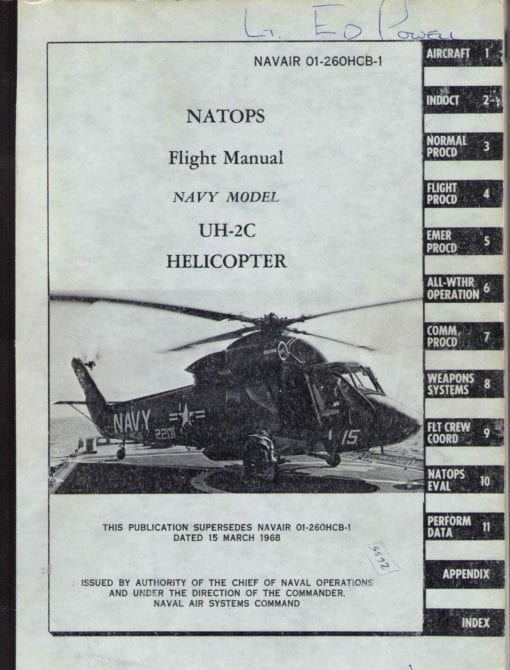 Lt. Ed Powell
NAVAIR 01-260HCB-1
NATOPS
Flight Manual
NAVY MODEL
UH-2C
HELICOPTER
NAVY
2201
15
THIS PUBLICATION SUPERSEDES NAVAIR 01-260HCB-1
DATED 15 MARCH 1968
ISSUED BY AUTHORITY OF THE CHIEF OF NAVAL OPERATIONS
AND UNDER THE DIRECTION OF THE COMMANDER,
NAVAL AIR SYSTEMS COMMAND
AIRCRAFT 1
INDOCT 2
NORMAL
PROCD 3
FLIGHT
PROCD 4
EMER
PROCD 5
ALL-WTHR
OPERATION 6
COMM
PROCD 7
WEAPONS
SYSTEMS 8
FLT CREW
COORD 9
NATOPS
EVAL 10
PERFORM
DATA 11
APPENDIX
INDEX